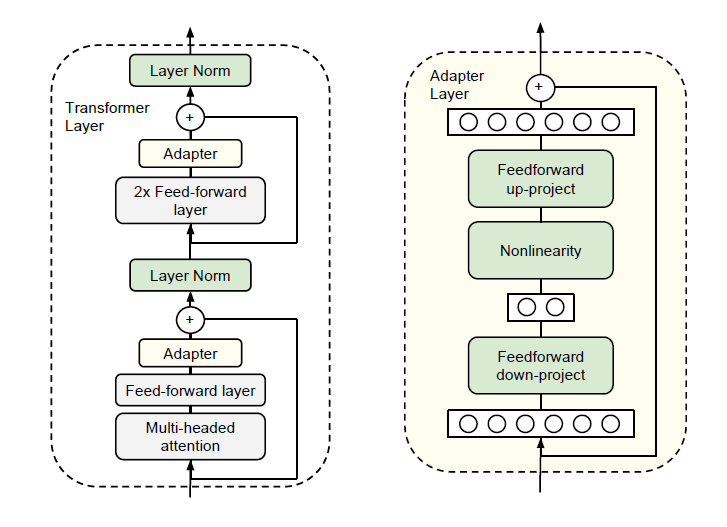 Layer Norm
Transformer
Layer
+
Adapter
2x Feed-forward
layer
Layer Norm
+
Adapter
Feed-forward layer
Multi-headed
attention
Adapter
Layer
+
Feedforward
up-project
Nonlinearity
Feedforward
down-project